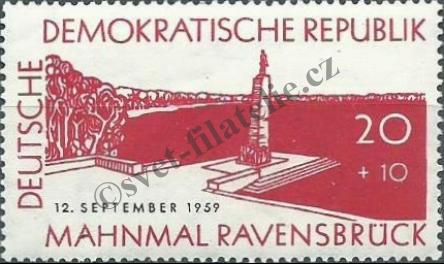 DEUTSCHE
DEMOKRATISCHE REPUBLIK
20
+ 10
12. SEPTEMBER 1959
MAHNMAL RAVENSBRÜCK
©svet-filatelie.cz